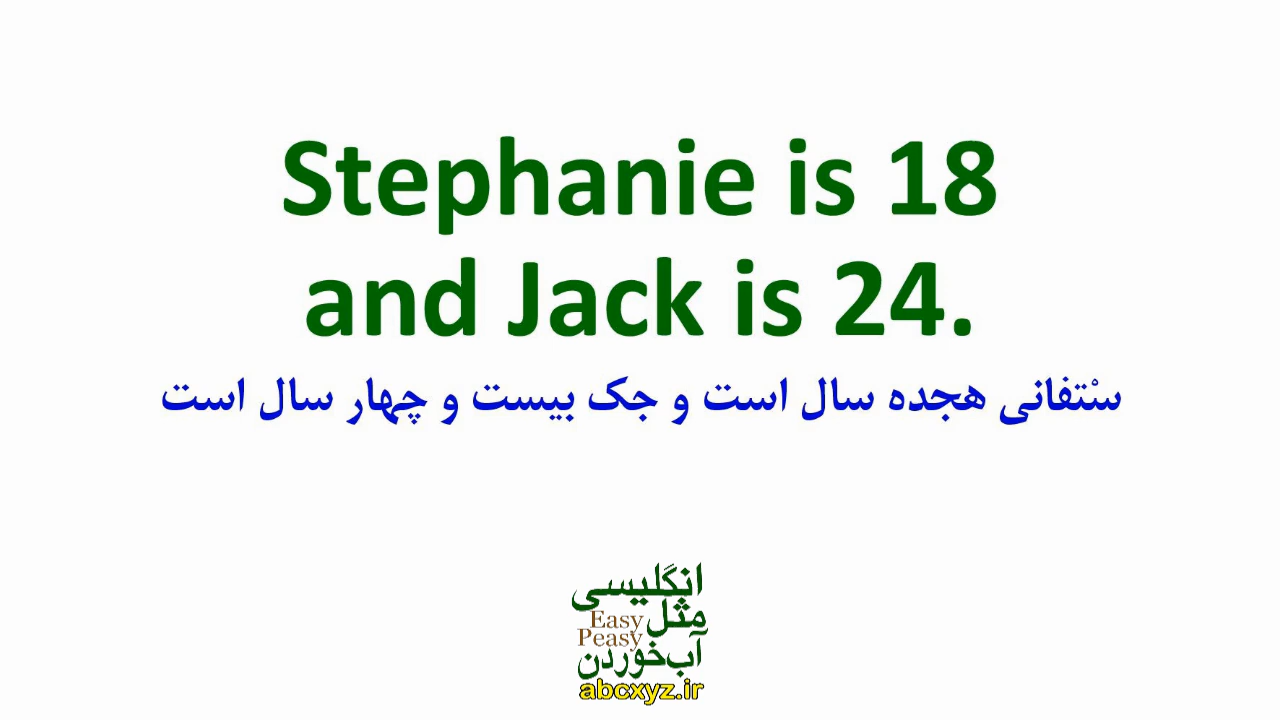 Stephanie is 18
and Jack is 24.
سْتفانی هجده سال است و جک بیست و چهار سال است
انگلیسی
مثل
Easy
Peasy
آب‌خوردن
abcxyz.ir